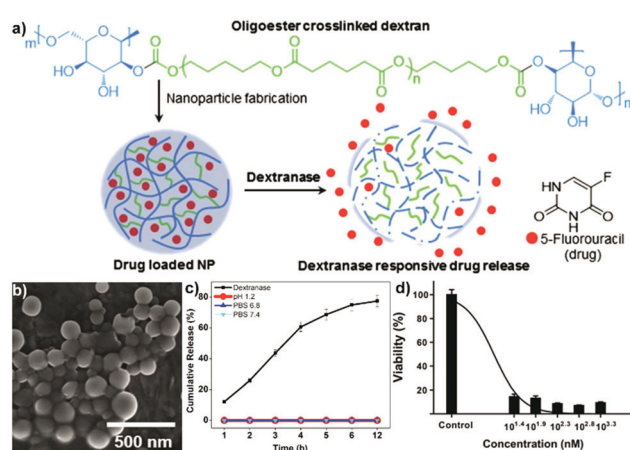 a)
Oligoester crosslinked dextran
m
O
O
HO
OH
O
O
O
O
O
O
O
n
O
O
O
O
O
HO
OH
n
Nanoparticle fabrication
Dextranase
HN
F
O
N
H
O
5-Fluorouracil
(drug)
Drug loaded NP
Dextranase responsive drug release
b)
500 nm
c)
Dextranase
pH 1.2
PBS 6.8
PBS 7.4
Cumulative Release (%)
80
60
40
20
0
1 2 3 4 5 6 12
Time (h)
d)
Viability (%)
100
80
60
40
20
Control 10^1.4 10^1.9 10^2.3 10^2.8 10^3.3
Concentration (nM)